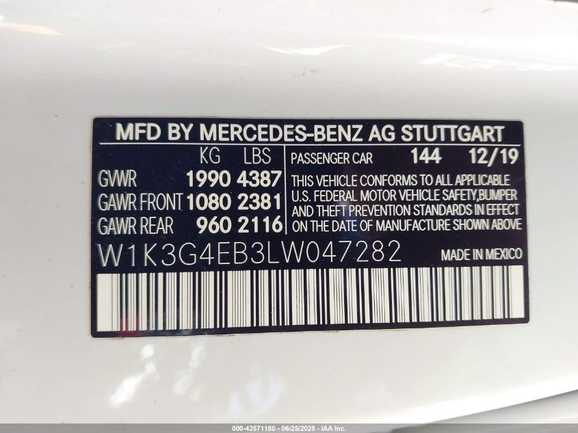 MFD BY MERCEDES-BENZ AG STUTTGART
KG LBS
GVWR 1990 4387
GAWR FRONT 1080 2381
GAWR REAR 960 2116
PASSENGER CAR 144 12/19
THIS VEHICLE CONFORMS TO ALL APPLICABLE
U.S. FEDERAL MOTOR VEHICLE SAFETY,BUMPER
AND THEFT PREVENTION STANDARDS IN EFFECT
ON THE DATE OF MANUFACTURE SHOWN ABOVE
W1K3G4EB3LW047282
MADE IN MEXICO
000-42571180 - 06/25/2025 - IAA Inc.